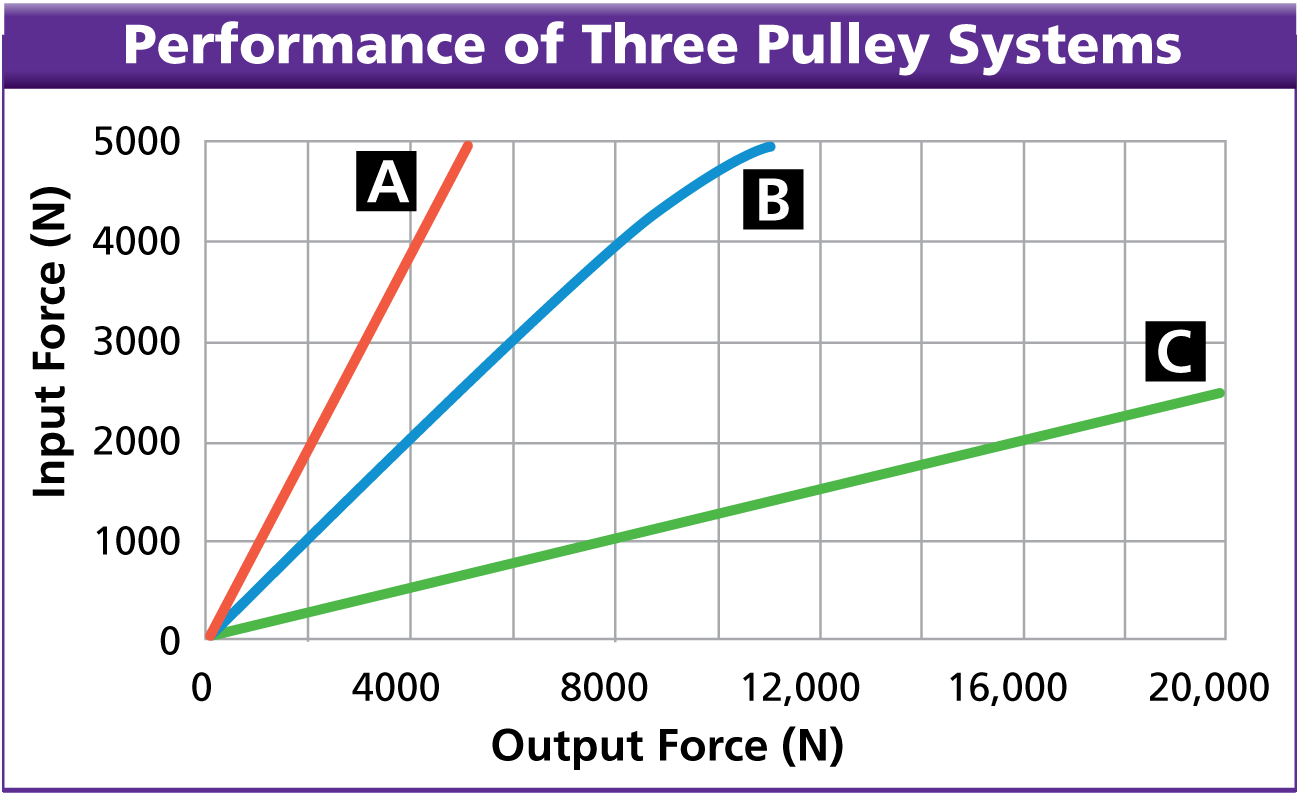 Performance of Three Pulley Systems
5000
4000
3000
2000
1000
0
Input Force (N)
A
B
C
0 4000 8000 12,000 16,000 20,000
Output Force (N)